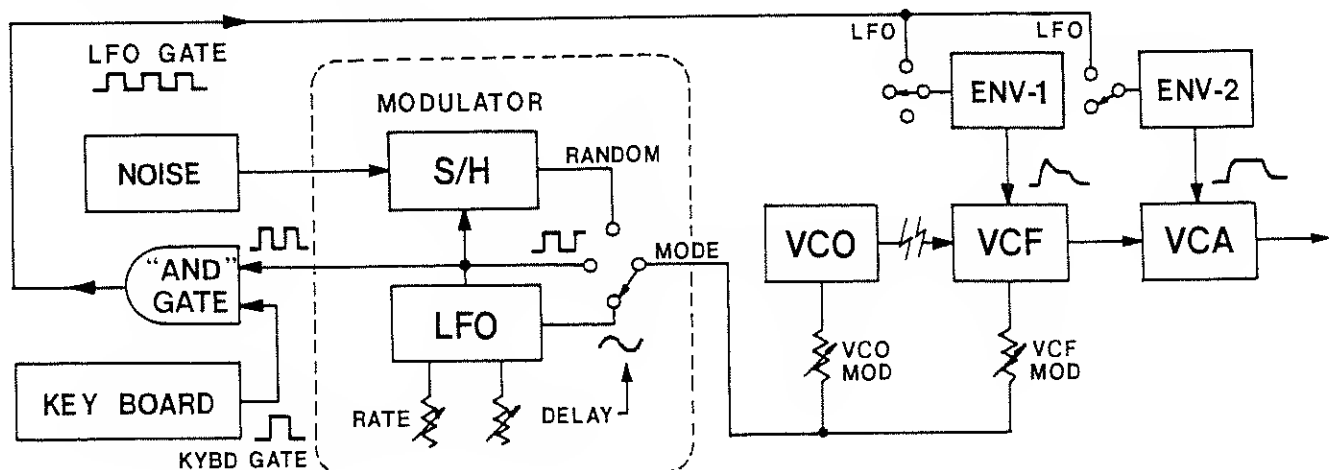 LFO GATE
LFO
LFO
MODULATOR
ENV-1
ENV-2
NOISE
S/H
RANDOM
"AND"
GATE
MODE
VCO
VCF
VCA
LFO
KEY BOARD
RATE
DELAY
VCO
MOD
VCF
MOD
KYBD GATE